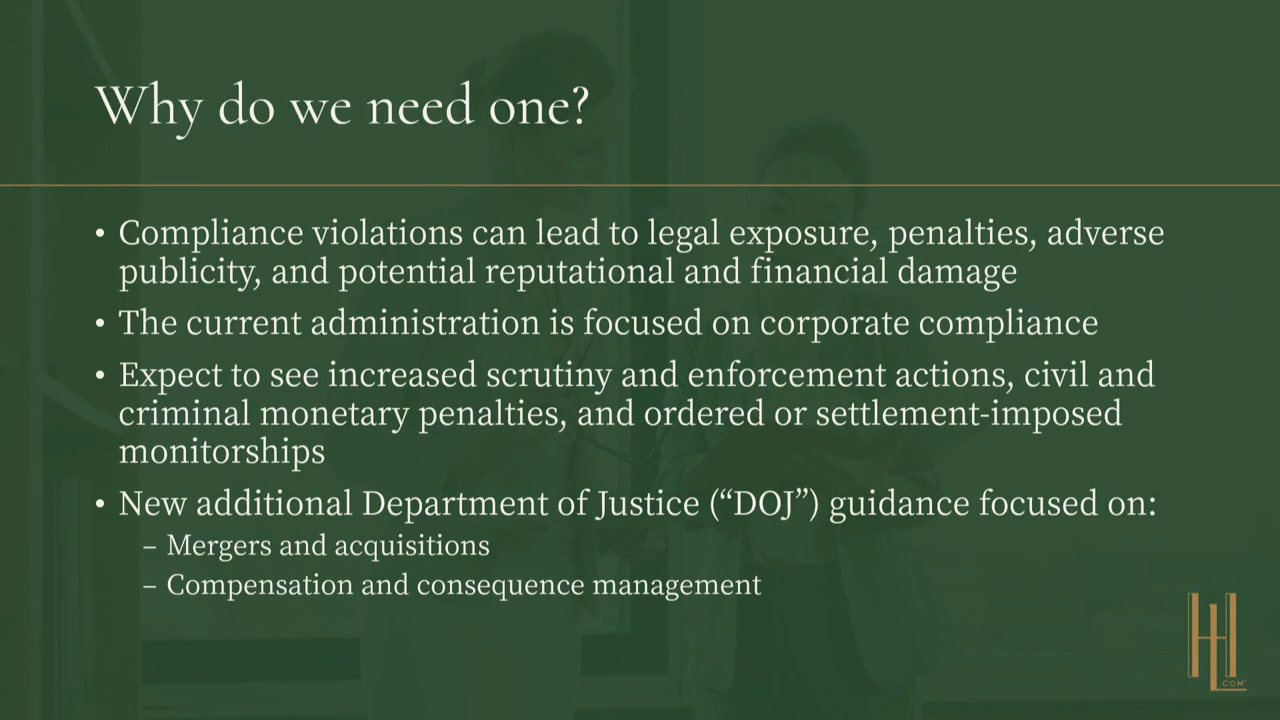 Why do we need one?
• Compliance violations can lead to legal exposure, penalties, adverse
publicity, and potential reputational and financial damage
• The current administration is focused on corporate compliance
• Expect to see increased scrutiny and enforcement actions, civil and
criminal monetary penalties, and ordered or settlement-imposed
monitorships
• New additional Department of Justice (“DOJ”) guidance focused on:
– Mergers and acquisitions
– Compensation and consequence management
HL
.COM